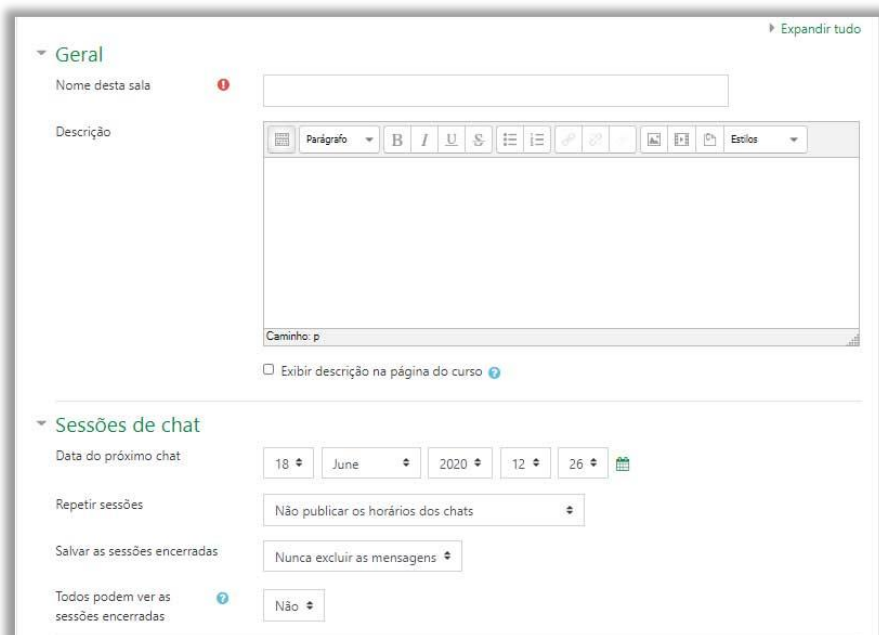 Expandir tudo
Geral
Nome desta sala
Descrição
Parágrafo B I U S Estilos
Caminho: p
Exibir descrição na página do curso
Sessões de chat
Data do próximo chat 18 June 2020 12 26
Repetir sessões Não publicar os horários dos chats
Salvar as sessões encerradas Nunca excluir as mensagens
Todos podem ver as
sessões encerradas Não